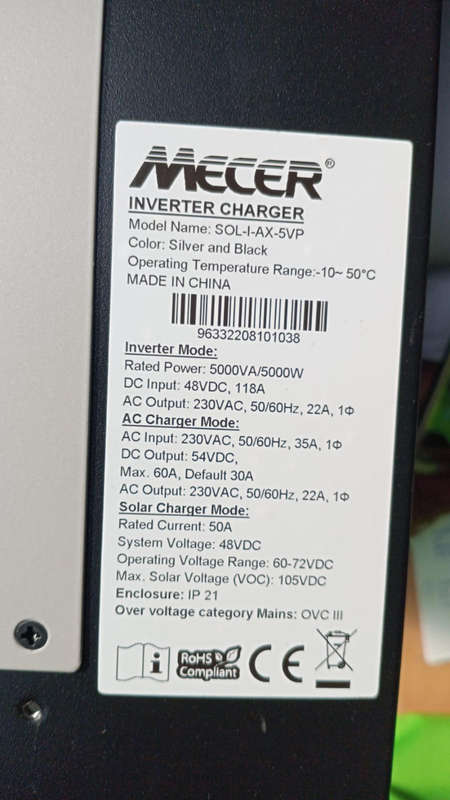 MECER®
INVERTER CHARGER
Model Name: SOL-I-AX-5VP
Color: Silver and Black
Operating Temperature Range:-10~ 50°C
MADE IN CHINA
96332208101038
Inverter Mode:
Rated Power: 5000VA/5000W
DC Input: 48VDC, 118A
AC Output: 230VAC, 50/60Hz, 22A, 1Φ
AC Charger Mode:
AC Input: 230VAC, 50/60Hz, 35A, 1Φ
DC Output: 54VDC,
Max. 60A, Default 30A
AC Output: 230VAC, 50/60Hz, 22A, 1Φ
Solar Charger Mode:
Rated Current: 50A
System Voltage: 48VDC
Operating Voltage Range: 60-72VDC
Max. Solar Voltage (VOC): 105VDC
Enclosure: IP 21
Over voltage category Mains: OVC III
i
RoHS
Compliant
CE